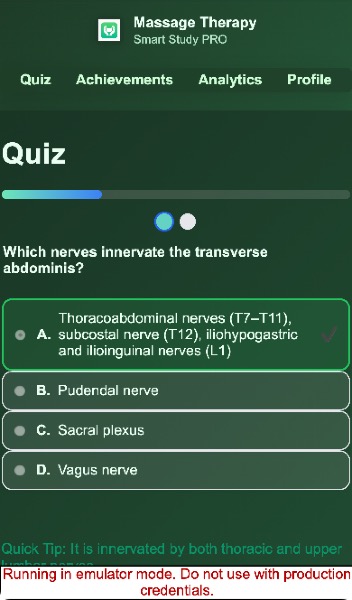 Massage Therapy
Smart Study PRO
Quiz Achievements Analytics Profile
Quiz
Which nerves innervate the transverse
abdominis?
A. Thoracoabdominal nerves (T7–T11),
subcostal nerve (T12), iliohypogastric
and ilioinguinal nerves (L1)
B. Pudendal nerve
C. Sacral plexus
D. Vagus nerve
Quick Tip: It is innervated by both thoracic and upper
lumbar nerves.
Running in emulator mode. Do not use with production
credentials.